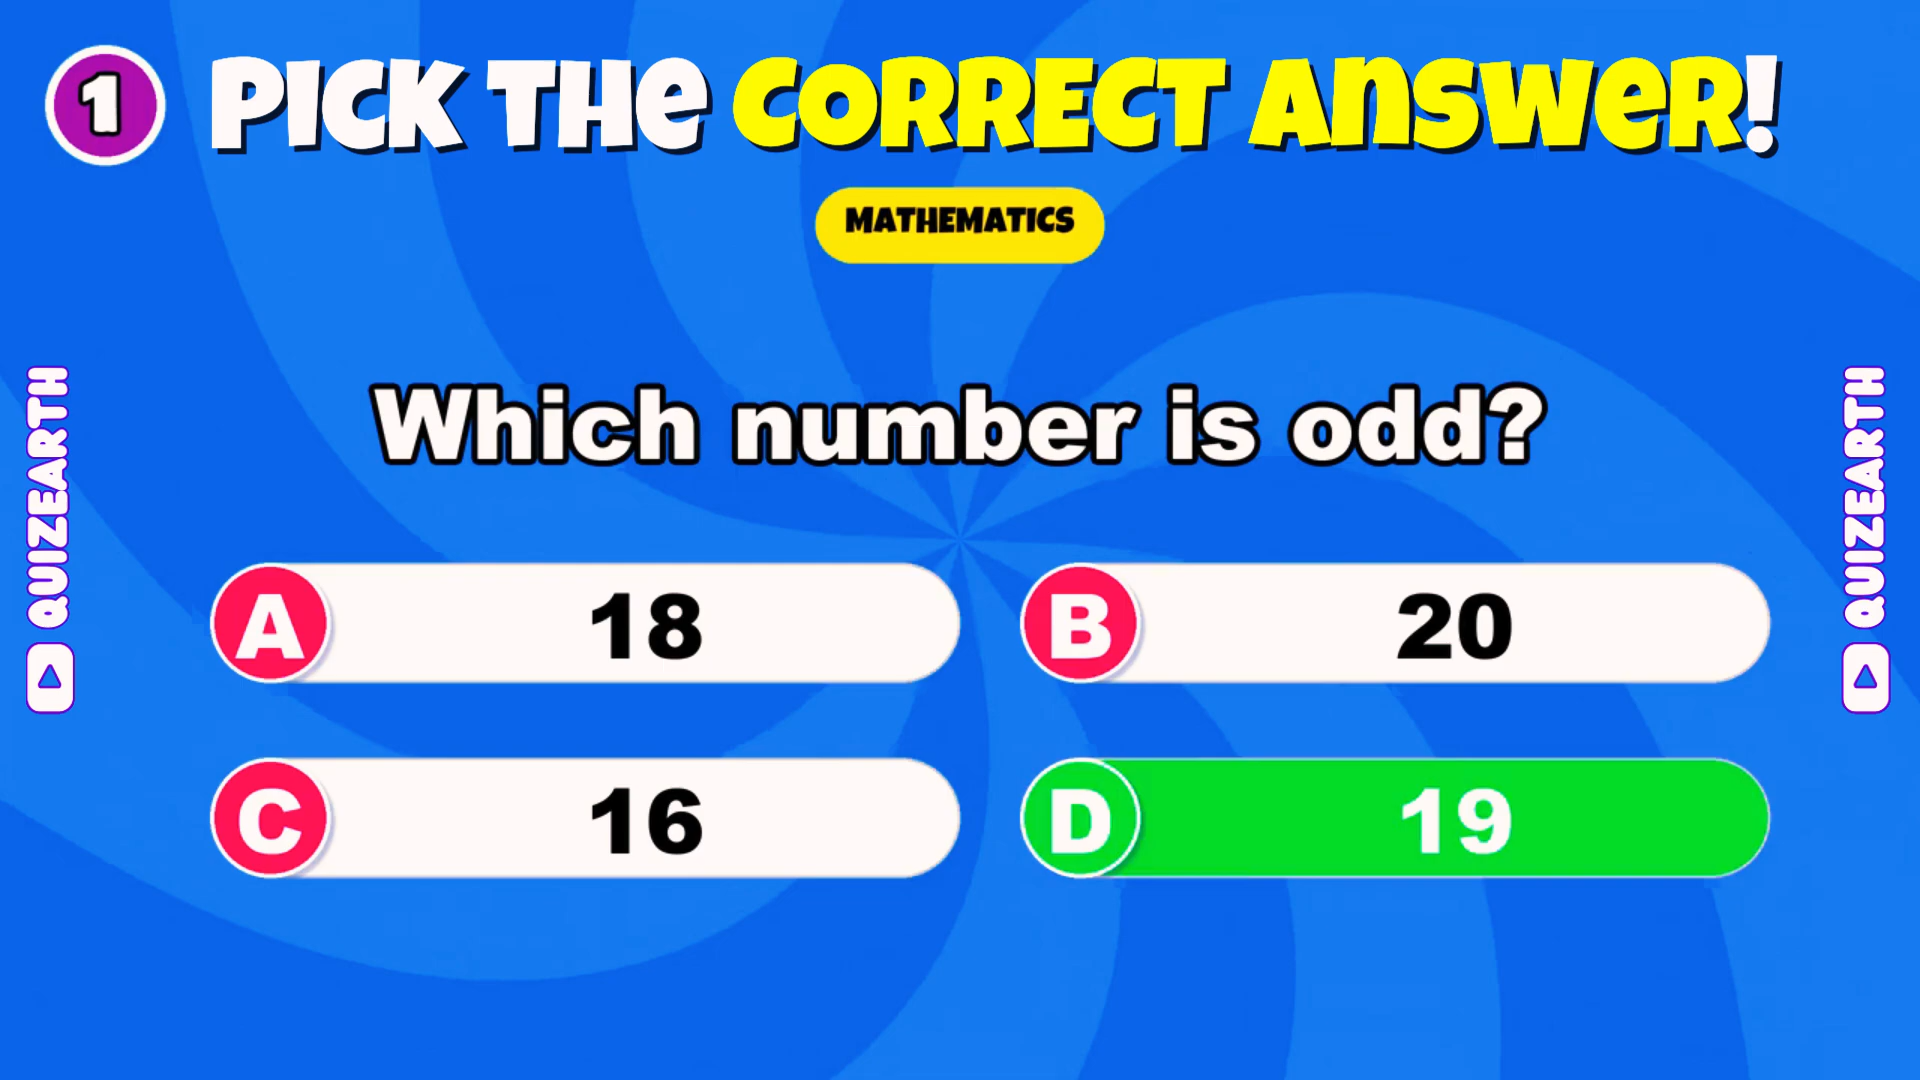 1
PICK THE CORRECT ANSWER!
MATHEMATICS
Which number is odd?
A 18
B 20
C 16
D 19
QUIZEARTH
QUIZEARTH